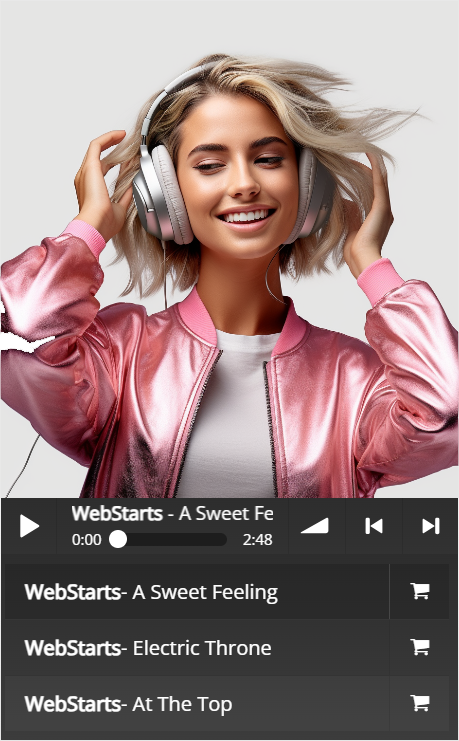 WebStarts - A Sweet Fe
0:00 2:48
WebStarts- A Sweet Feeling
WebStarts- Electric Throne
WebStarts- At The Top